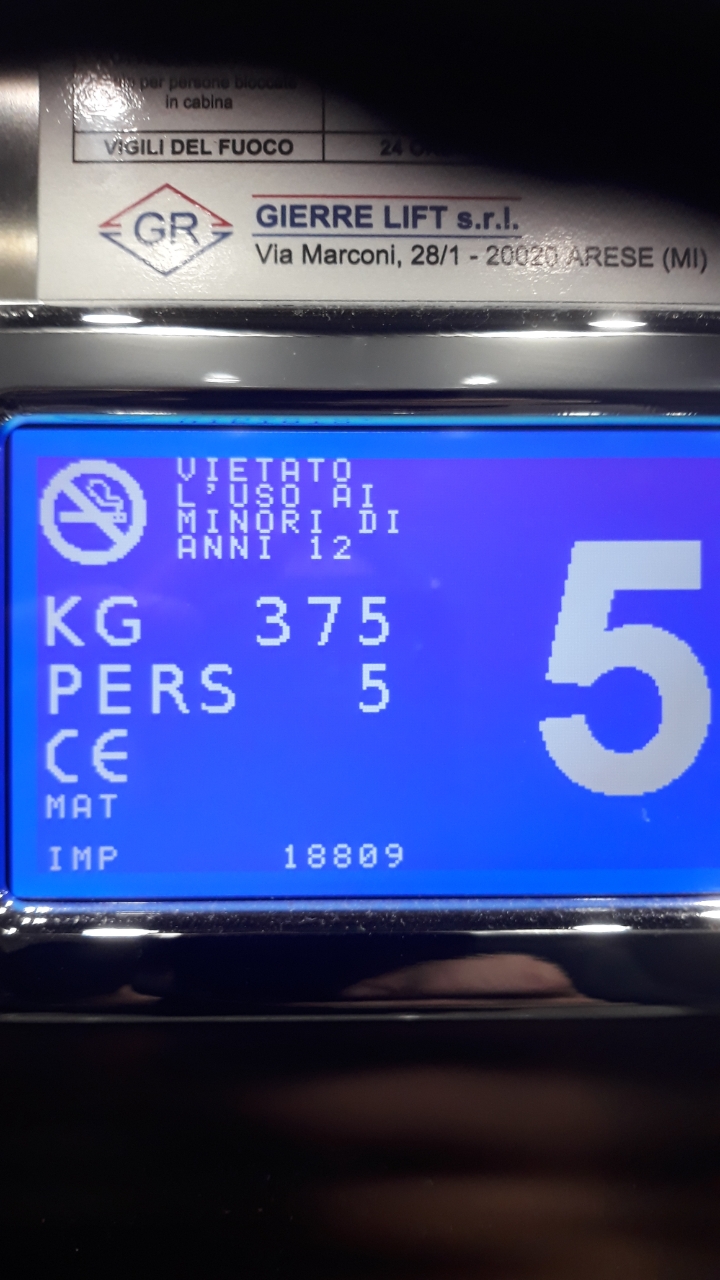 per persone bloccate
in cabina
VIGILI DEL FUOCO 24
GR
GIERRE LIFT s.r.l.
Via Marconi, 28/1 - 20020 ARESE (MI)
VIETATO
L'USO AI
MINORI DI
ANNI 12
KG 375
PERS 5
CE
MAT
IMP 18809
5